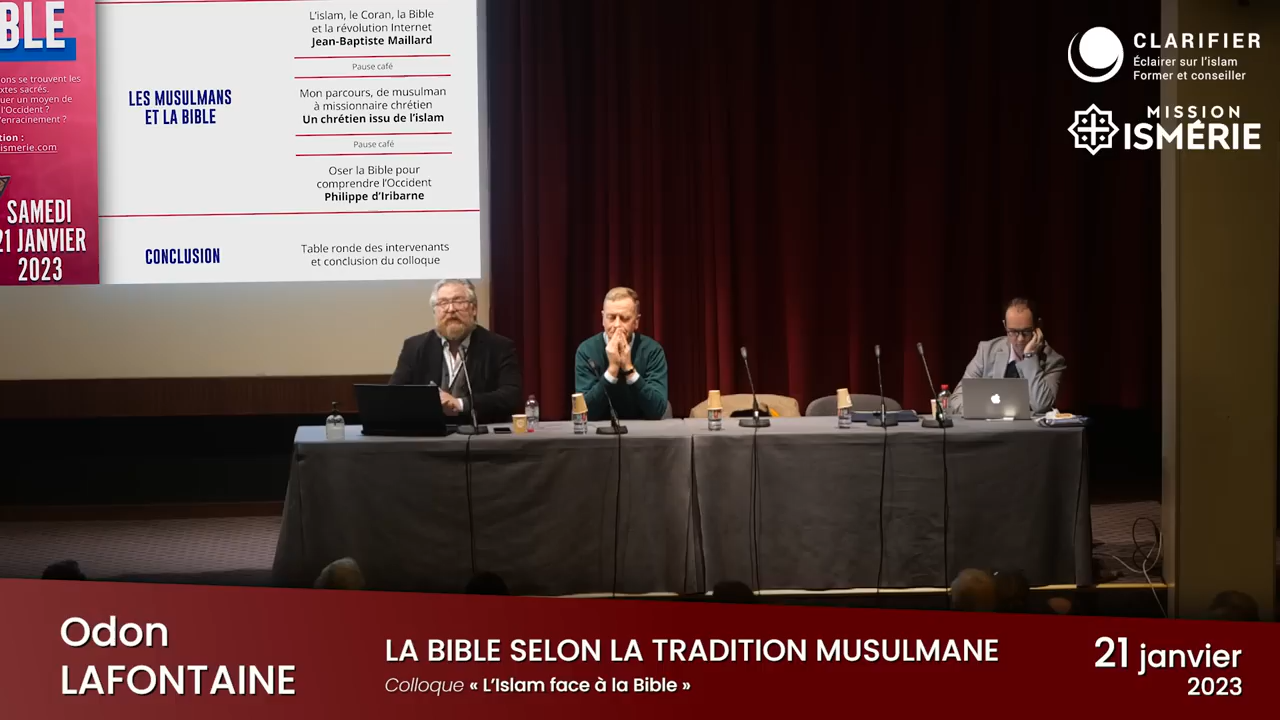 BLE
ons se trouvent les
xtes sacrés.
uer un moyen de
l'Occident ?
enracinement ?
tion :
ismerie.com
SAMEDI
21 JANVIER
2023
L'islam, le Coran, la Bible
et la révolution Internet
Jean-Baptiste Maillard
Pause café
LES MUSULMANS
ET LA BIBLE
Mon parcours, de musulman
à missionnaire chrétien
Un chrétien issu de l'islam
Pause café
Oser la Bible pour
comprendre l'Occident
Philippe d'Iribarne
CONCLUSION
Table ronde des intervenants
et conclusion du colloque
CLARIFIER
Éclairer sur l'islam
Former et conseiller
MISSION
ISMÉRIE
Odon
LAFONTAINE
LA BIBLE SELON LA TRADITION MUSULMANE
Colloque « L'Islam face à la Bible »
21 janvier
2023